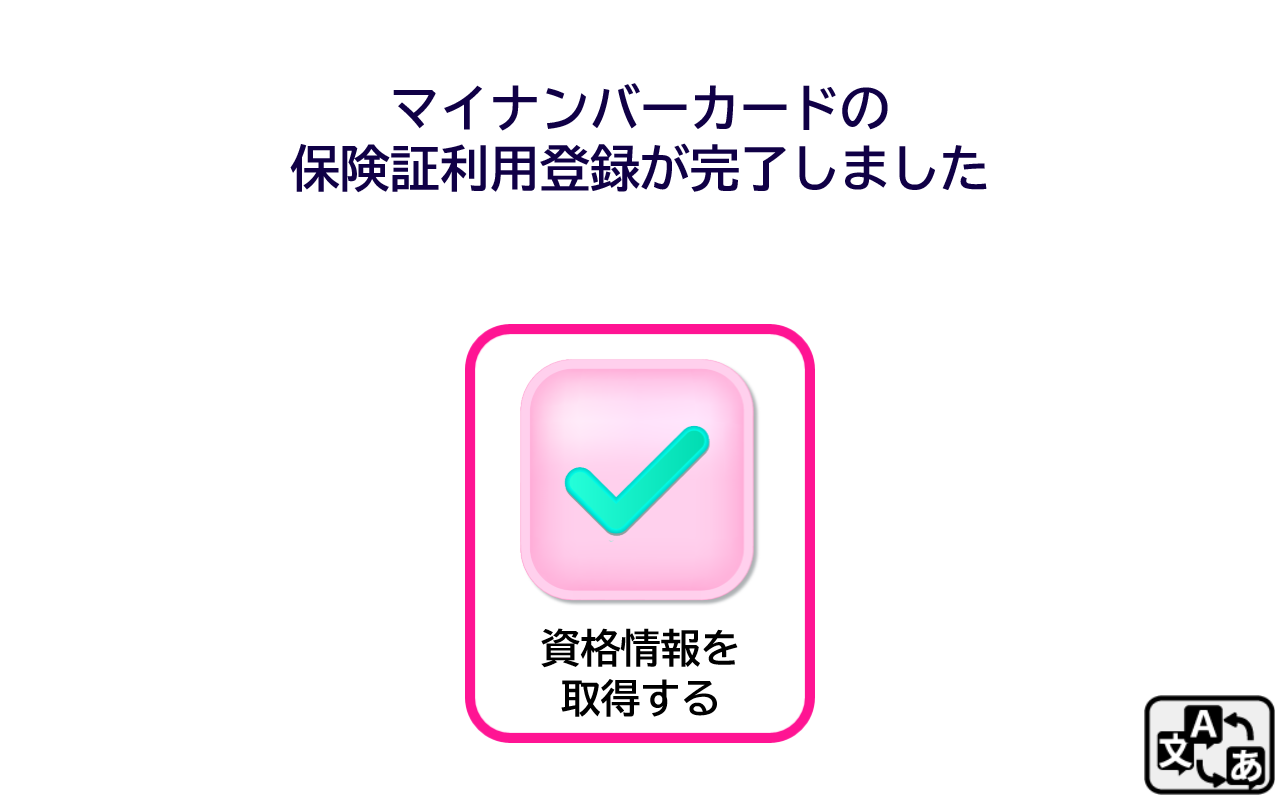 マイナンバーカードの
保険証利用登録が完了しました
資格情報を
取得する
A
文
あ